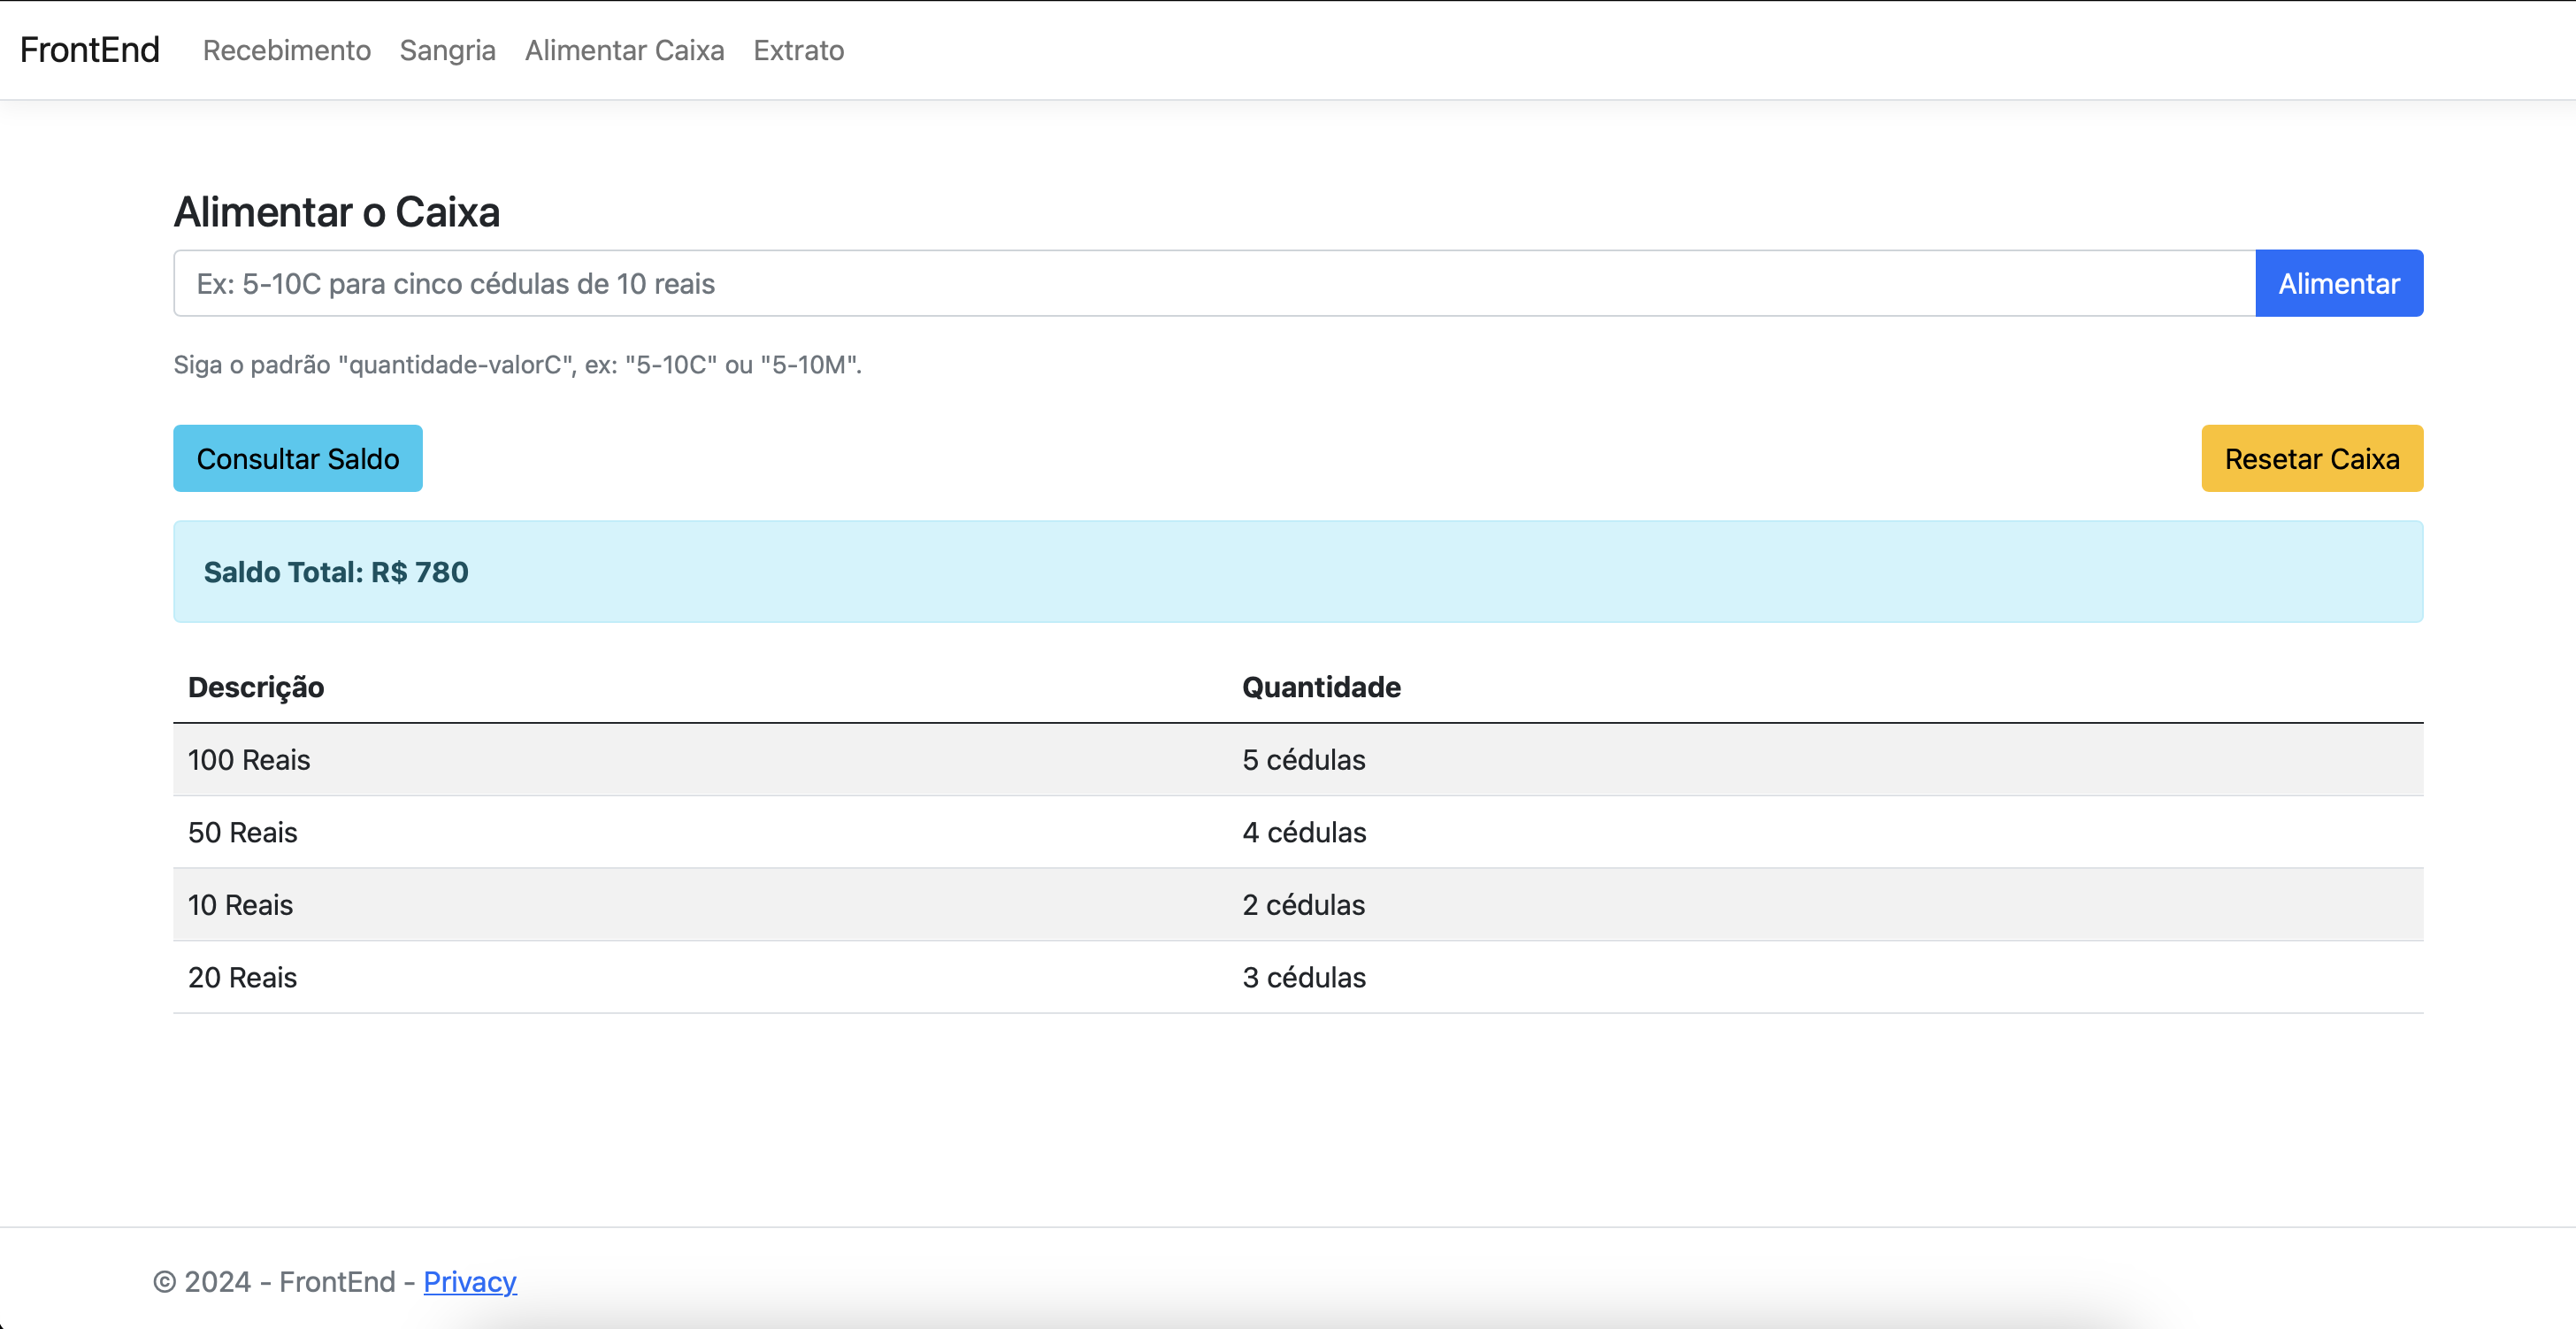 FrontEnd Recebimento Sangria Alimentar Caixa Extrato
Alimentar o Caixa
Ex: 5-10C para cinco cédulas de 10 reais Alimentar
Siga o padrão "quantidade-valorC", ex: "5-10C" ou "5-10M".
Consultar Saldo Resetar Caixa
Saldo Total: R$ 780
Descrição Quantidade
100 Reais 5 cédulas
50 Reais 4 cédulas
10 Reais 2 cédulas
20 Reais 3 cédulas
© 2024 - FrontEnd - Privacy